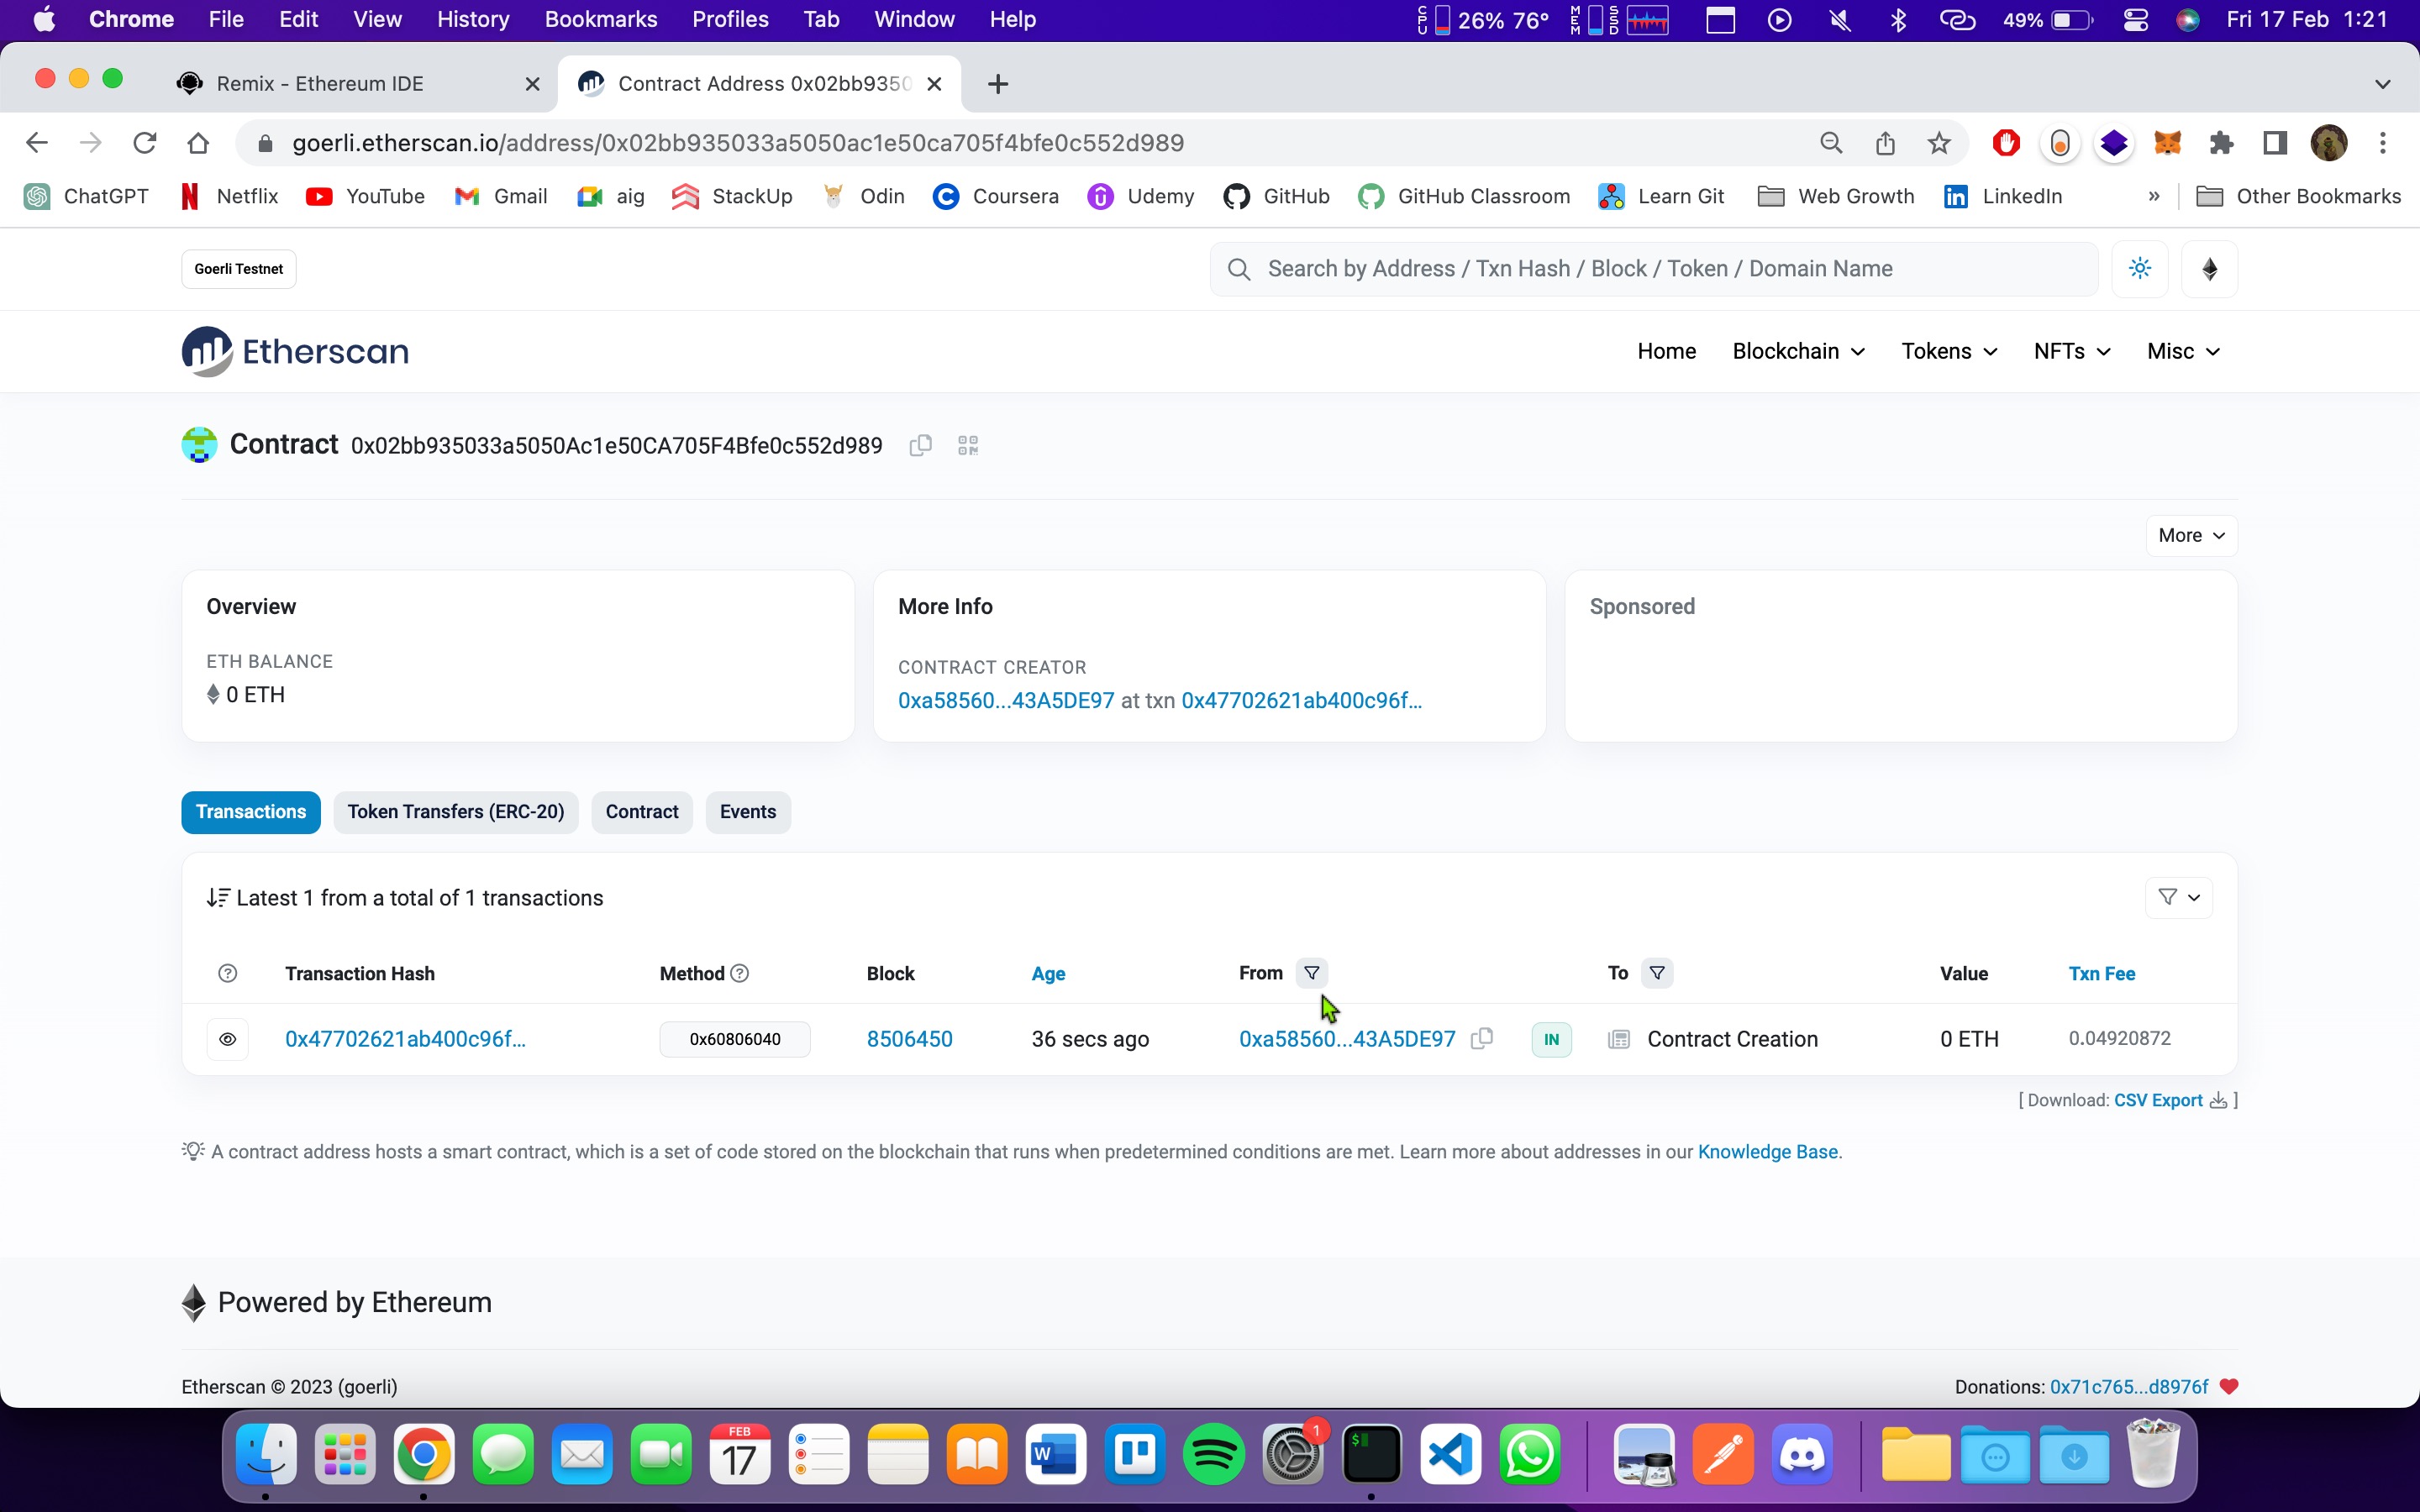 Chrome File Edit View History Bookmarks Profiles Tab Window Help CPU 26% 76° MEM SSD 49% Fri 17 Feb 1:21
Remix - Ethereum IDE Contract Address 0x02bb9350
goerli.etherscan.io/address/0x02bb935033a5050ac1e50ca705f4bfe0c552d989
ChatGPT Netflix YouTube Gmail aig StackUp Odin Coursera Udemy GitHub GitHub Classroom Learn Git Web Growth LinkedIn » Other Bookmarks
Goerli Testnet Search by Address / Txn Hash / Block / Token / Domain Name
Etherscan Home Blockchain Tokens NFTs Misc
Contract 0x02bb935033a5050Ac1e50CA705F4Bfe0c552d989
More
Overview More Info Sponsored
ETH BALANCE CONTRACT CREATOR
0 ETH 0xa58560...43A5DE97 at txn 0x47702621ab400c96f...
Transactions Token Transfers (ERC-20) Contract Events
Latest 1 from a total of 1 transactions
Transaction Hash Method Block Age From To Value Txn Fee
0x47702621ab400c96f... 0x60806040 8506450 36 secs ago 0xa58560...43A5DE97 IN Contract Creation 0 ETH 0.04920872
[ Download: CSV Export ]
A contract address hosts a smart contract, which is a set of code stored on the blockchain that runs when predetermined conditions are met. Learn more about addresses in our Knowledge Base.
Powered by Ethereum
Etherscan © 2023 (goerli) Donations: 0x71c765...d8976f
FEB 1
17 W $